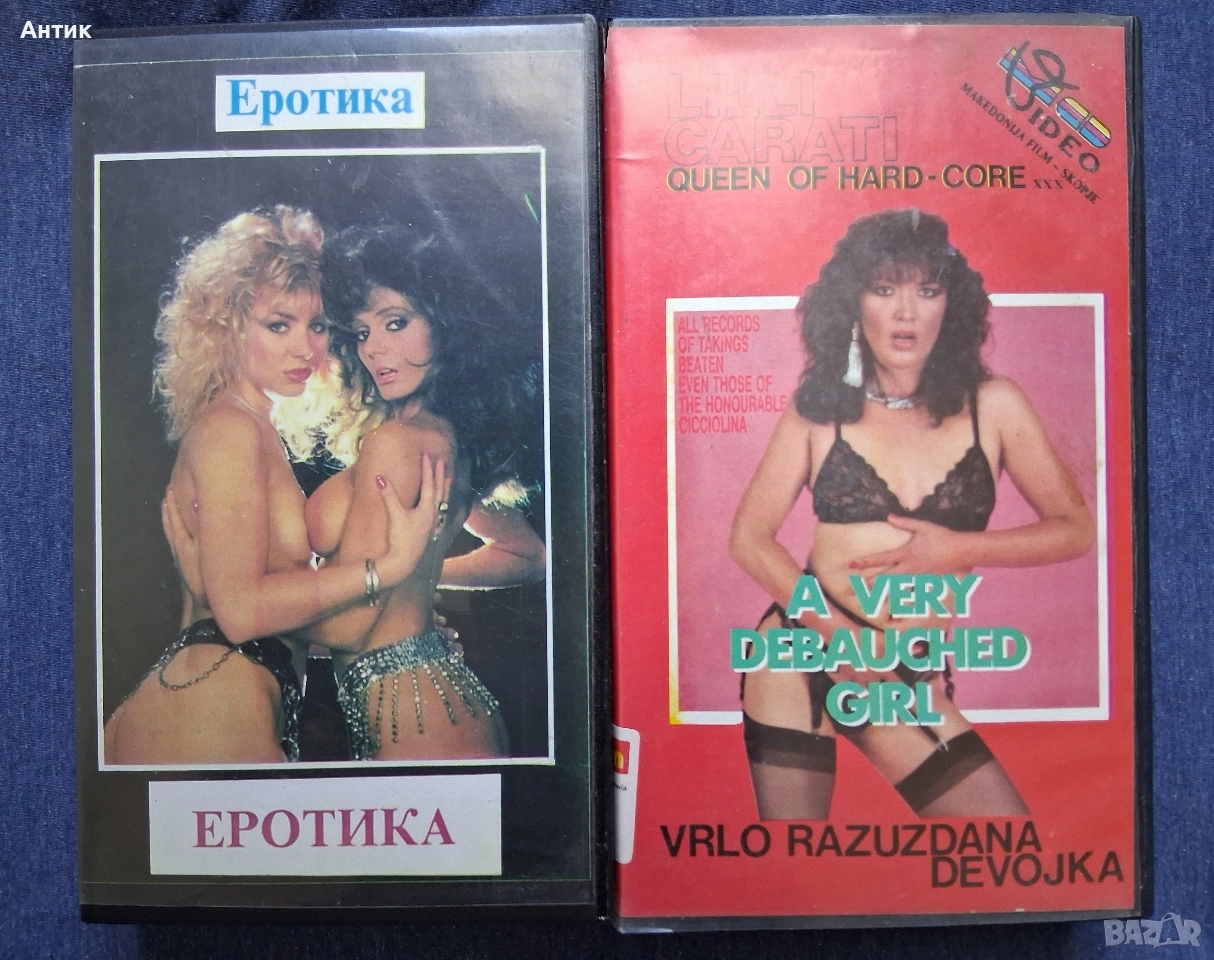 Антик
Еротика
ЕРОТИКА
LILLI
CARATI
QUEEN OF HARD-CORE XXX
VIDEO
MAKEDONIJA FILM - SKOPJE
ALL RECORDS
OF TAKINGS
BEATEN
EVEN THOSE OF
THE HONOURABLE
CICCIOLINA
A VERY
DEBAUCHED
GIRL
VRLO RAZUZDANA
DEVOJKA
BAZAR